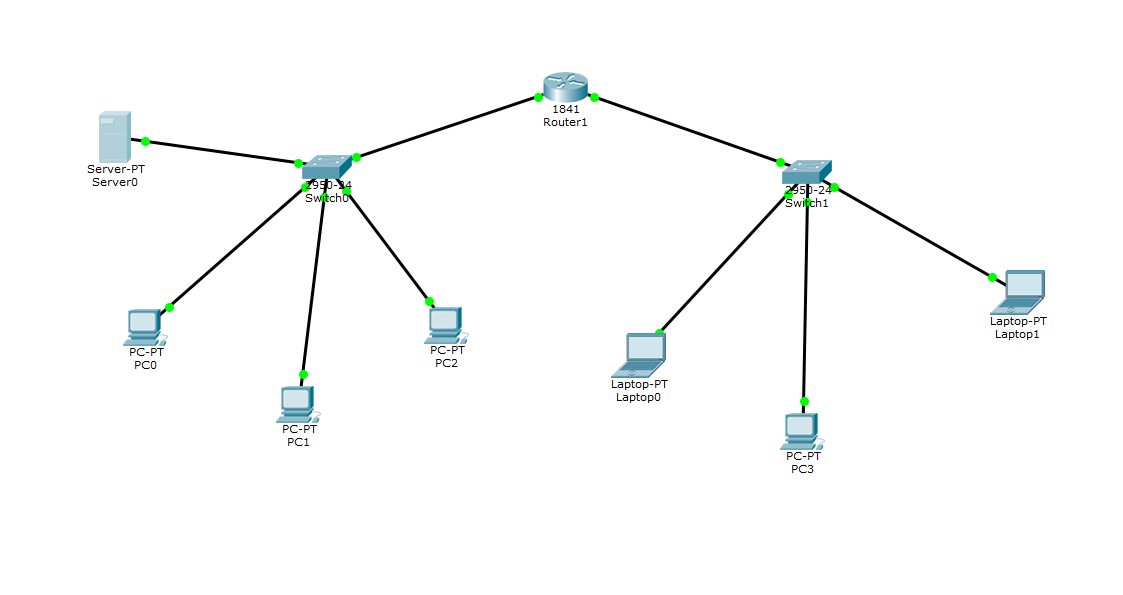 1841
Router1
Server-PT
Server0
2950-24
Switch0
2950-24
Switch1
PC-PT
PC0
PC-PT
PC1
PC-PT
PC2
Laptop-PT
Laptop0
PC-PT
PC3
Laptop-PT
Laptop1